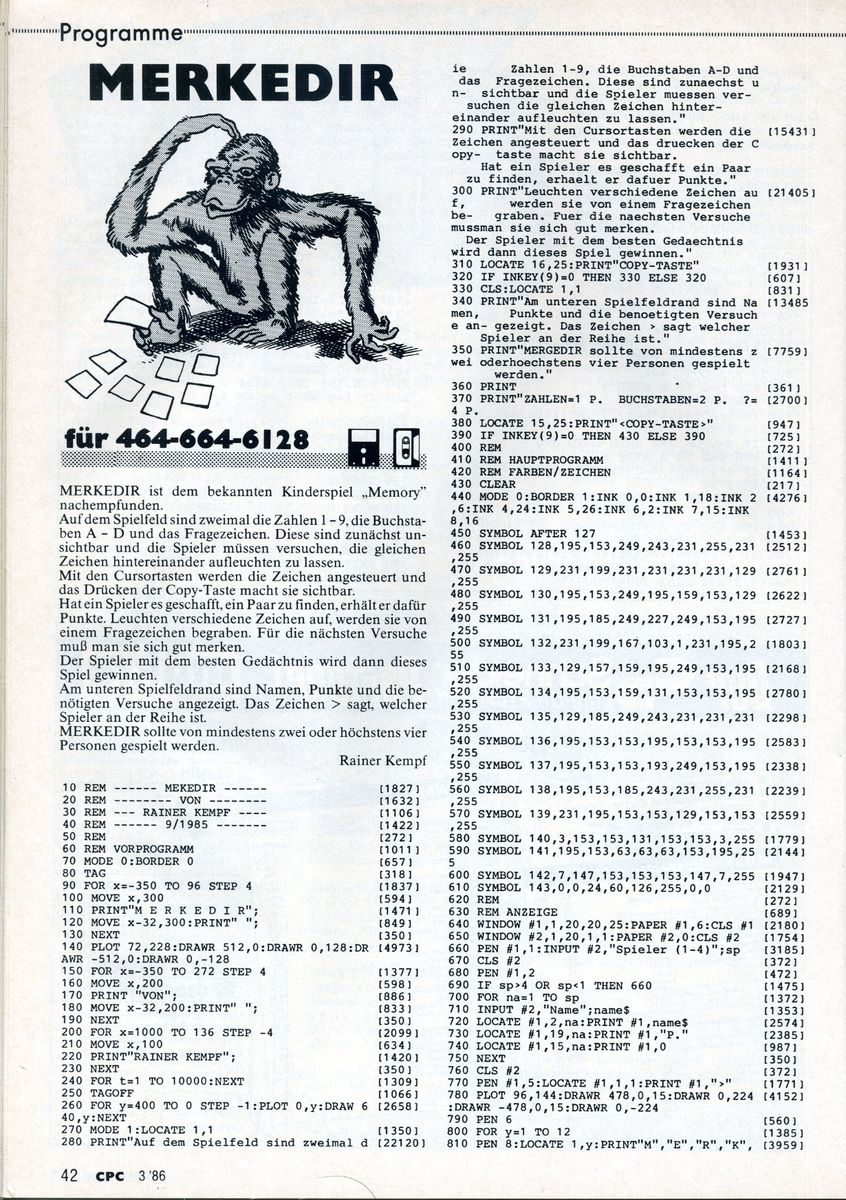 Programme
MERKEDIR
für 464-664-6128
MERKEDIR ist dem bekannten Kinderspiel „Memory"
nachempfunden.
Auf dem Spielfeld sind zweimal die Zahlen 1 – 9, die Buchsta-
ben A – D und das Fragezeichen. Diese sind zunächst un-
sichtbar und die Spieler müssen versuchen, die gleichen
Zeichen hintereinander aufleuchten zu lassen.
Mit den Cursortasten werden die Zeichen angesteuert und
das Drücken der Copy-Taste macht sie sichtbar.
Hat ein Spieler es geschafft, ein Paar zu finden, erhält er dafür
Punkte. Leuchten verschiedene Zeichen auf, werden sie von
einem Fragezeichen begraben. Für die nächsten Versuche
muß man sie sich gut merken.
Der Spieler mit dem besten Gedächtnis wird dann dieses
Spiel gewinnen.
Am unteren Spielfeldrand sind Namen, Punkte und die be-
nötigten Versuche angezeigt. Das Zeichen > sagt, welcher
Spieler an der Reihe ist.
MERKEDIR sollte von mindestens zwei oder höchstens vier
Personen gespielt werden.
Rainer Kempf
10 REM ------ MEKEDIR ------ [1827]
20 REM -------- VON -------- [1632]
30 REM --- RAINER KEMPF ---- [1106]
40 REM ------ 9/1985 ------- [1422]
50 REM [272]
60 REM VORPROGRAMM [1011]
70 MODE 0:BORDER 0 [657]
80 TAG [318]
90 FOR x=-350 TO 96 STEP 4 [1837]
100 MOVE x,300 [594]
110 PRINT"M E R K E D I R"; [1471]
120 MOVE x-32,300:PRINT" "; [849]
130 NEXT [350]
140 PLOT 72,228:DRAWR 512,0:DRAWR 0,128:DR [4973]
AWR -512,0:DRAWR 0,-128
150 FOR x=-350 TO 272 STEP 4 [1377]
160 MOVE x,200 [598]
170 PRINT "VON"; [886]
180 MOVE x-32,200:PRINT" "; [833]
190 NEXT [350]
200 FOR x=1000 TO 136 STEP -4 [2099]
210 MOVE x,100 [634]
220 PRINT"RAINER KEMPF"; [1420]
230 NEXT [350]
240 FOR t=1 TO 10000:NEXT [1309]
250 TAGOFF [1066]
260 FOR y=400 TO 0 STEP -1:PLOT 0,y:DRAW 6 [2658]
40,y:NEXT
270 MODE 1:LOCATE 1,1 [1350]
280 PRINT"Auf dem Spielfeld sind zweimal d [22120]
ie Zahlen 1-9, die Buchstaben A-D und
das Fragezeichen. Diese sind zunaechst u
n- sichtbar und die Spieler muessen ver-
suchen die gleichen Zeichen hinter-
einander aufleuchten zu lassen."
290 PRINT"Mit den Cursortasten werden die [15431]
Zeichen angesteuert und das druecken der C
opy- taste macht sie sichtbar.
Hat ein Spieler es geschafft ein Paar
zu finden, erhaelt er dafuer Punkte."
300 PRINT"Leuchten verschiedene Zeichen au [21405]
f, werden sie von einem Fragezeichen
be- graben. Fuer die naechsten Versuche
mussman sie sich gut merken.
Der Spieler mit dem besten Gedaechtnis
wird dann dieses Spiel gewinnen."
310 LOCATE 16,25:PRINT"COPY-TASTE" [1931]
320 IF INKEY(9)=0 THEN 330 ELSE 320 [607]
330 CLS:LOCATE 1,1 [831]
340 PRINT"Am unteren Spielfeldrand sind Na [13485
men, Punkte und die benoetigten Versuch
e an- gezeigt. Das Zeichen > sagt welcher
Spieler an der Reihe ist."
350 PRINT"MERGEDIR sollte von mindestens z [7759]
wei oderhoechstens vier Personen gespielt
werden."
360 PRINT [361]
370 PRINT"ZAHLEN=1 P. BUCHSTABEN=2 P. ?= [2700]
4 P.
380 LOCATE 15,25:PRINT"<COPY-TASTE>" [947]
390 IF INKEY(9)=0 THEN 430 ELSE 390 [725]
400 REM [272]
410 REM HAUPTPROGRAMM [1411]
420 REM FARBEN/ZEICHEN [1164]
430 CLEAR [217]
440 MODE 0:BORDER 1:INK 0,0:INK 1,18:INK 2 [4276]
,6:INK 4,24:INK 5,26:INK 6,2:INK 7,15:INK
8,16
450 SYMBOL AFTER 127 [1453]
460 SYMBOL 128,195,153,249,243,231,255,231 [2512]
,255
470 SYMBOL 129,231,199,231,231,231,231,129 [2761]
,255
480 SYMBOL 130,195,153,249,195,159,153,129 [2622]
,255
490 SYMBOL 131,195,185,249,227,249,153,195 [2727]
,255
500 SYMBOL 132,231,199,167,103,1,231,195,2 [1803]
55
510 SYMBOL 133,129,157,159,195,249,153,195 [2168]
,255
520 SYMBOL 134,195,153,159,131,153,153,195 [2780]
,255
530 SYMBOL 135,129,185,249,243,231,231,231 [2298]
,255
540 SYMBOL 136,195,153,153,195,153,153,195 [2583]
,255
550 SYMBOL 137,195,153,153,193,249,153,195 [2338]
,255
560 SYMBOL 138,195,153,185,243,231,255,231 [2239]
,255
570 SYMBOL 139,231,195,153,153,129,153,153 [2559]
,255
580 SYMBOL 140,3,153,153,131,153,153,3,255 [1779]
590 SYMBOL 141,195,153,63,63,63,153,195,25 [2144]
5
600 SYMBOL 142,7,147,153,153,153,147,7,255 [1947]
610 SYMBOL 143,0,0,24,60,126,255,0,0 [2129]
620 REM [272]
630 REM ANZEIGE [689]
640 WINDOW #1,1,20,20,25:PAPER #1,6:CLS #1 [2180]
650 WINDOW #2,1,20,1,1:PAPER #2,0:CLS #2 [1754]
660 PEN #1,1:INPUT #2,"Spieler (1-4)";sp [3185]
670 CLS #2 [372]
680 PEN #1,2 [472]
690 IF sp>4 OR sp<1 THEN 660 [1475]
700 FOR na=1 TO sp [1372]
710 INPUT #2,"Name";name$ [1353]
720 LOCATE #1,2,na:PRINT #1,name$ [2574]
730 LOCATE #1,19,na:PRINT #1,"P." [2385]
740 LOCATE #1,15,na:PRINT #1,0 [987]
750 NEXT [350]
760 CLS #2 [372]
770 PEN #1,5:LOCATE #1,1,1:PRINT #1,">" [1771]
780 PLOT 96,144:DRAWR 478,0,15:DRAWR 0,224 [4152]
:DRAWR -478,0,15:DRAWR 0,-224
790 PEN 6 [560]
800 FOR y=1 TO 12 [1385]
810 PEN 8:LOCATE 1,y:PRINT"M","E","R","K", [3959]
42 CPC 3'86